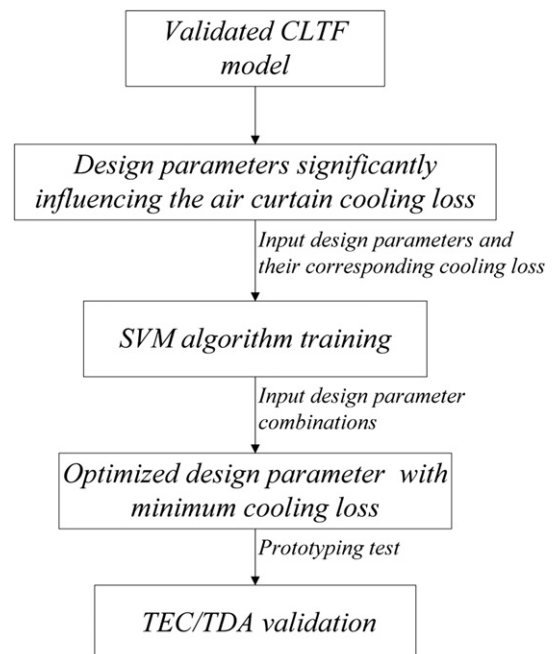 Validated CLTF
model
Design parameters significantly
influencing the air curtain cooling loss
Input design parameters and
their corresponding cooling loss
SVM algorithm training
Input design parameter
combinations
Optimized design parameter with
minimum cooling loss
Prototyping test
TEC/TDA validation